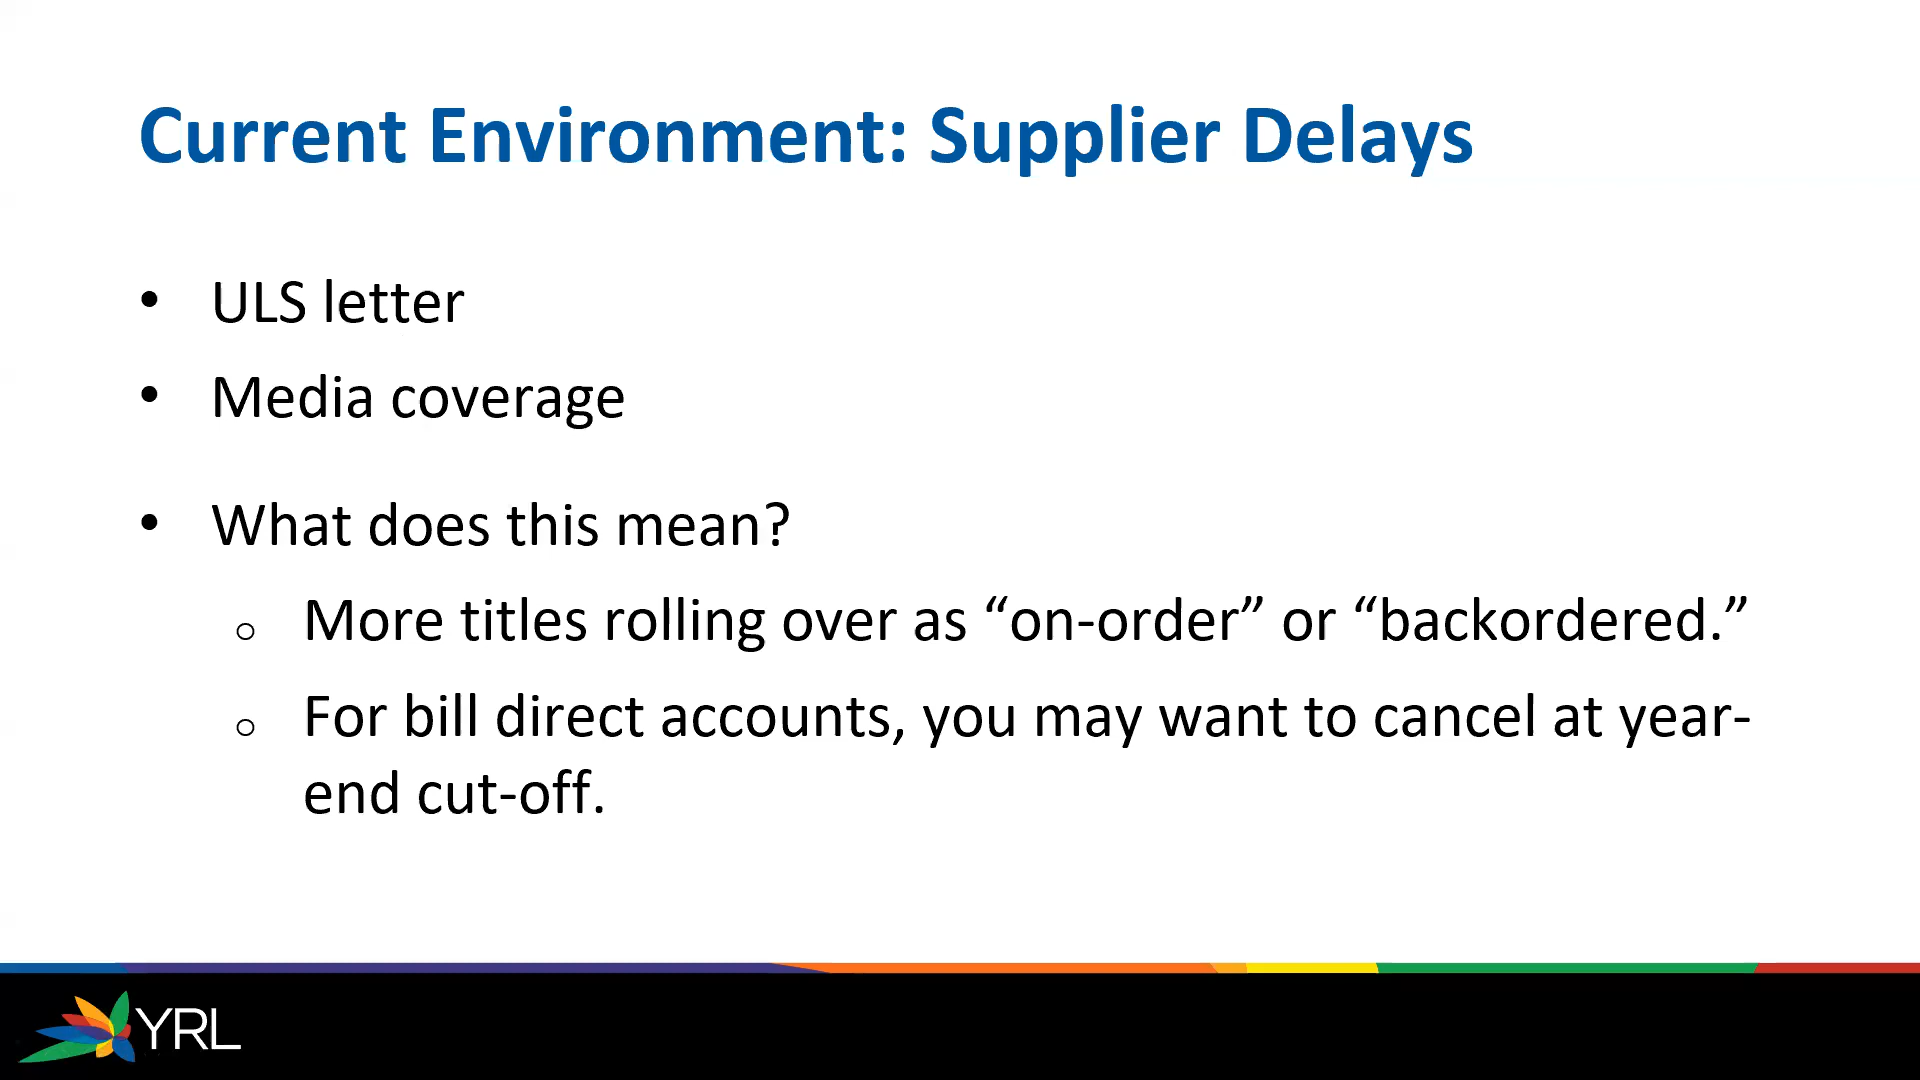 Current Environment: Supplier Delays
• ULS letter
• Media coverage
• What does this mean?
o More titles rolling over as “on-order” or “backordered.”
o For bill direct accounts, you may want to cancel at year-
end cut-off.
YRL